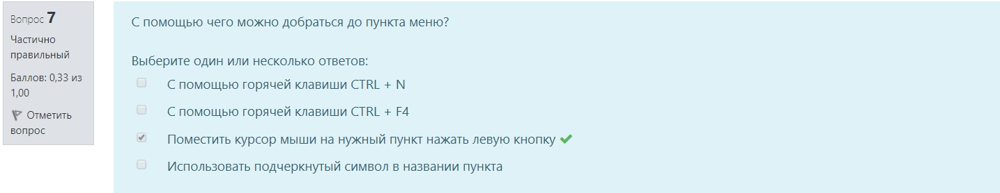 Вопрос 7
Частично
правильный
Баллов: 0,33 из
1,00
Отметить
вопрос
С помощью чего можно добраться до пункта меню?
Выберите один или несколько ответов:
С помощью горячей клавиши CTRL + N
С помощью горячей клавиши CTRL + F4
Поместить курсор мыши на нужный пункт нажать левую кнопку
Использовать подчеркнутый символ в названии пункта